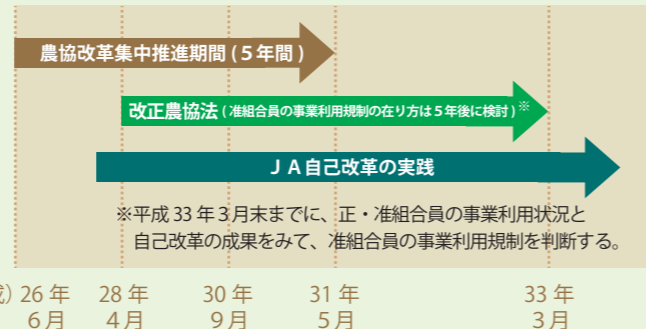 農協改革集中推進期間(5年間)
改正農協法(准組合員の事業利用規制の在り方は5年後に検討)※
JA自己改革の実践
※平成33年3月末までに、正・准組合員の事業利用状況と
自己改革の成果をみて、准組合員の事業利用規制を判断する。
) 26年 28年 30年 31年 33年
6月 4月 9月 5月 3月